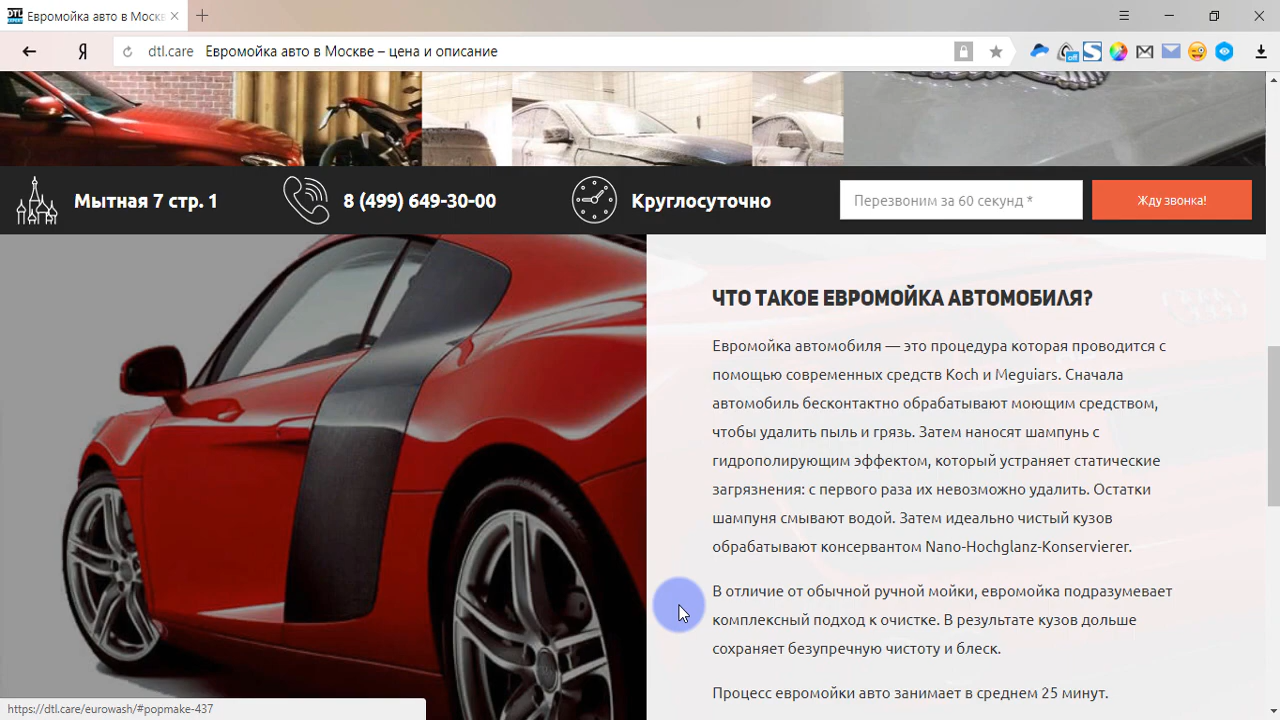 DTL
EXPERT
Евромойка авто в Моск
Я
dtl.care Евромойка авто в Москве – цена и описание
off
S
Мытная 7 стр. 1
8 (499) 649-30-00
Круглосуточно
Перезвоним за 60 секунд *
Жду звонка!
ЧТО ТАКОЕ ЕВРОМОЙКА АВТОМОБИЛЯ?
Евромойка автомобиля — это процедура которая проводится с
помощью современных средств Koch и Meguiars. Сначала
автомобиль бесконтактно обрабатывают моющим средством,
чтобы удалить пыль и грязь. Затем наносят шампунь с
гидрополирующим эффектом, который устраняет статические
загрязнения: с первого раза их невозможно удалить. Остатки
шампуня смывают водой. Затем идеально чистый кузов
обрабатывают консервантом Nano-Hochglanz-Konservierer.
В отличие от обычной ручной мойки, евромойка подразумевает
комплексный подход к очистке. В результате кузов дольше
сохраняет безупречную чистоту и блеск.
Процесс евромойки авто занимает в среднем 25 минут.
https://dtl.care/eurowash/#popmake-437